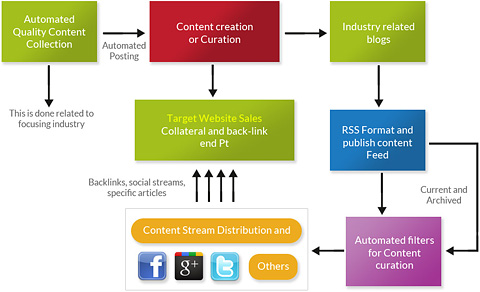 Automated
Quality Content
Collection
Automated
Posting
Content creation
or Curation
Industry related
blogs
This is done related to
focusing industry
Target Website Sales
Collateral and back-link
end Pt
RSS Format and
publish content
Feed
Backlinks, social streams,
specific articles
Current and
Archived
Content Stream Distribution and
f
g+
t
Others
Automated filters
for Content
curation